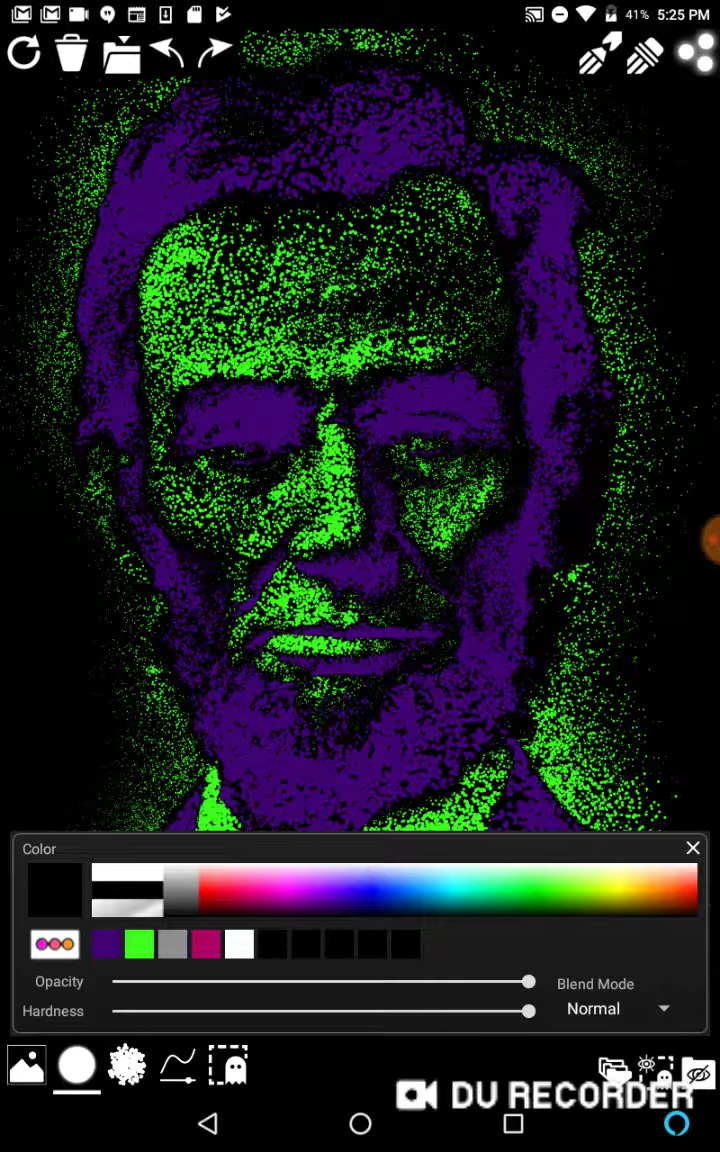 41% 5:25 PM
Color
Opacity
Blend Mode
Hardness
Normal
DU RECORDER